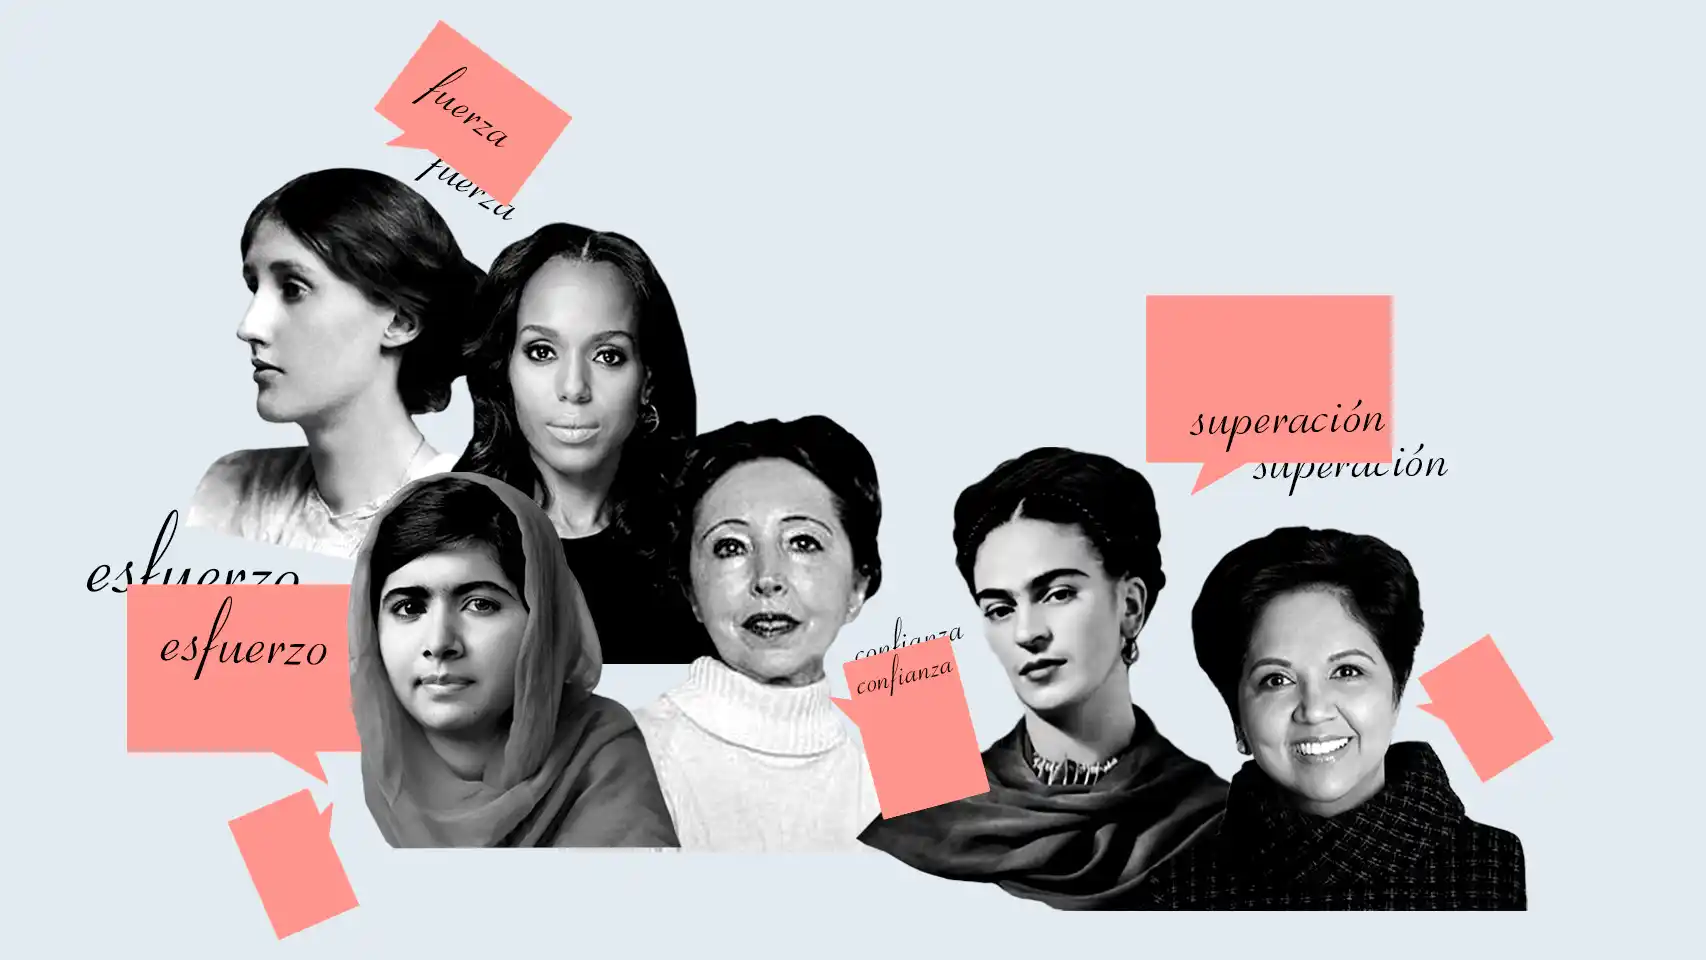 fuerza
fuerza
superación
superación
esfuerzo
esfuerzo
confianza
confianza